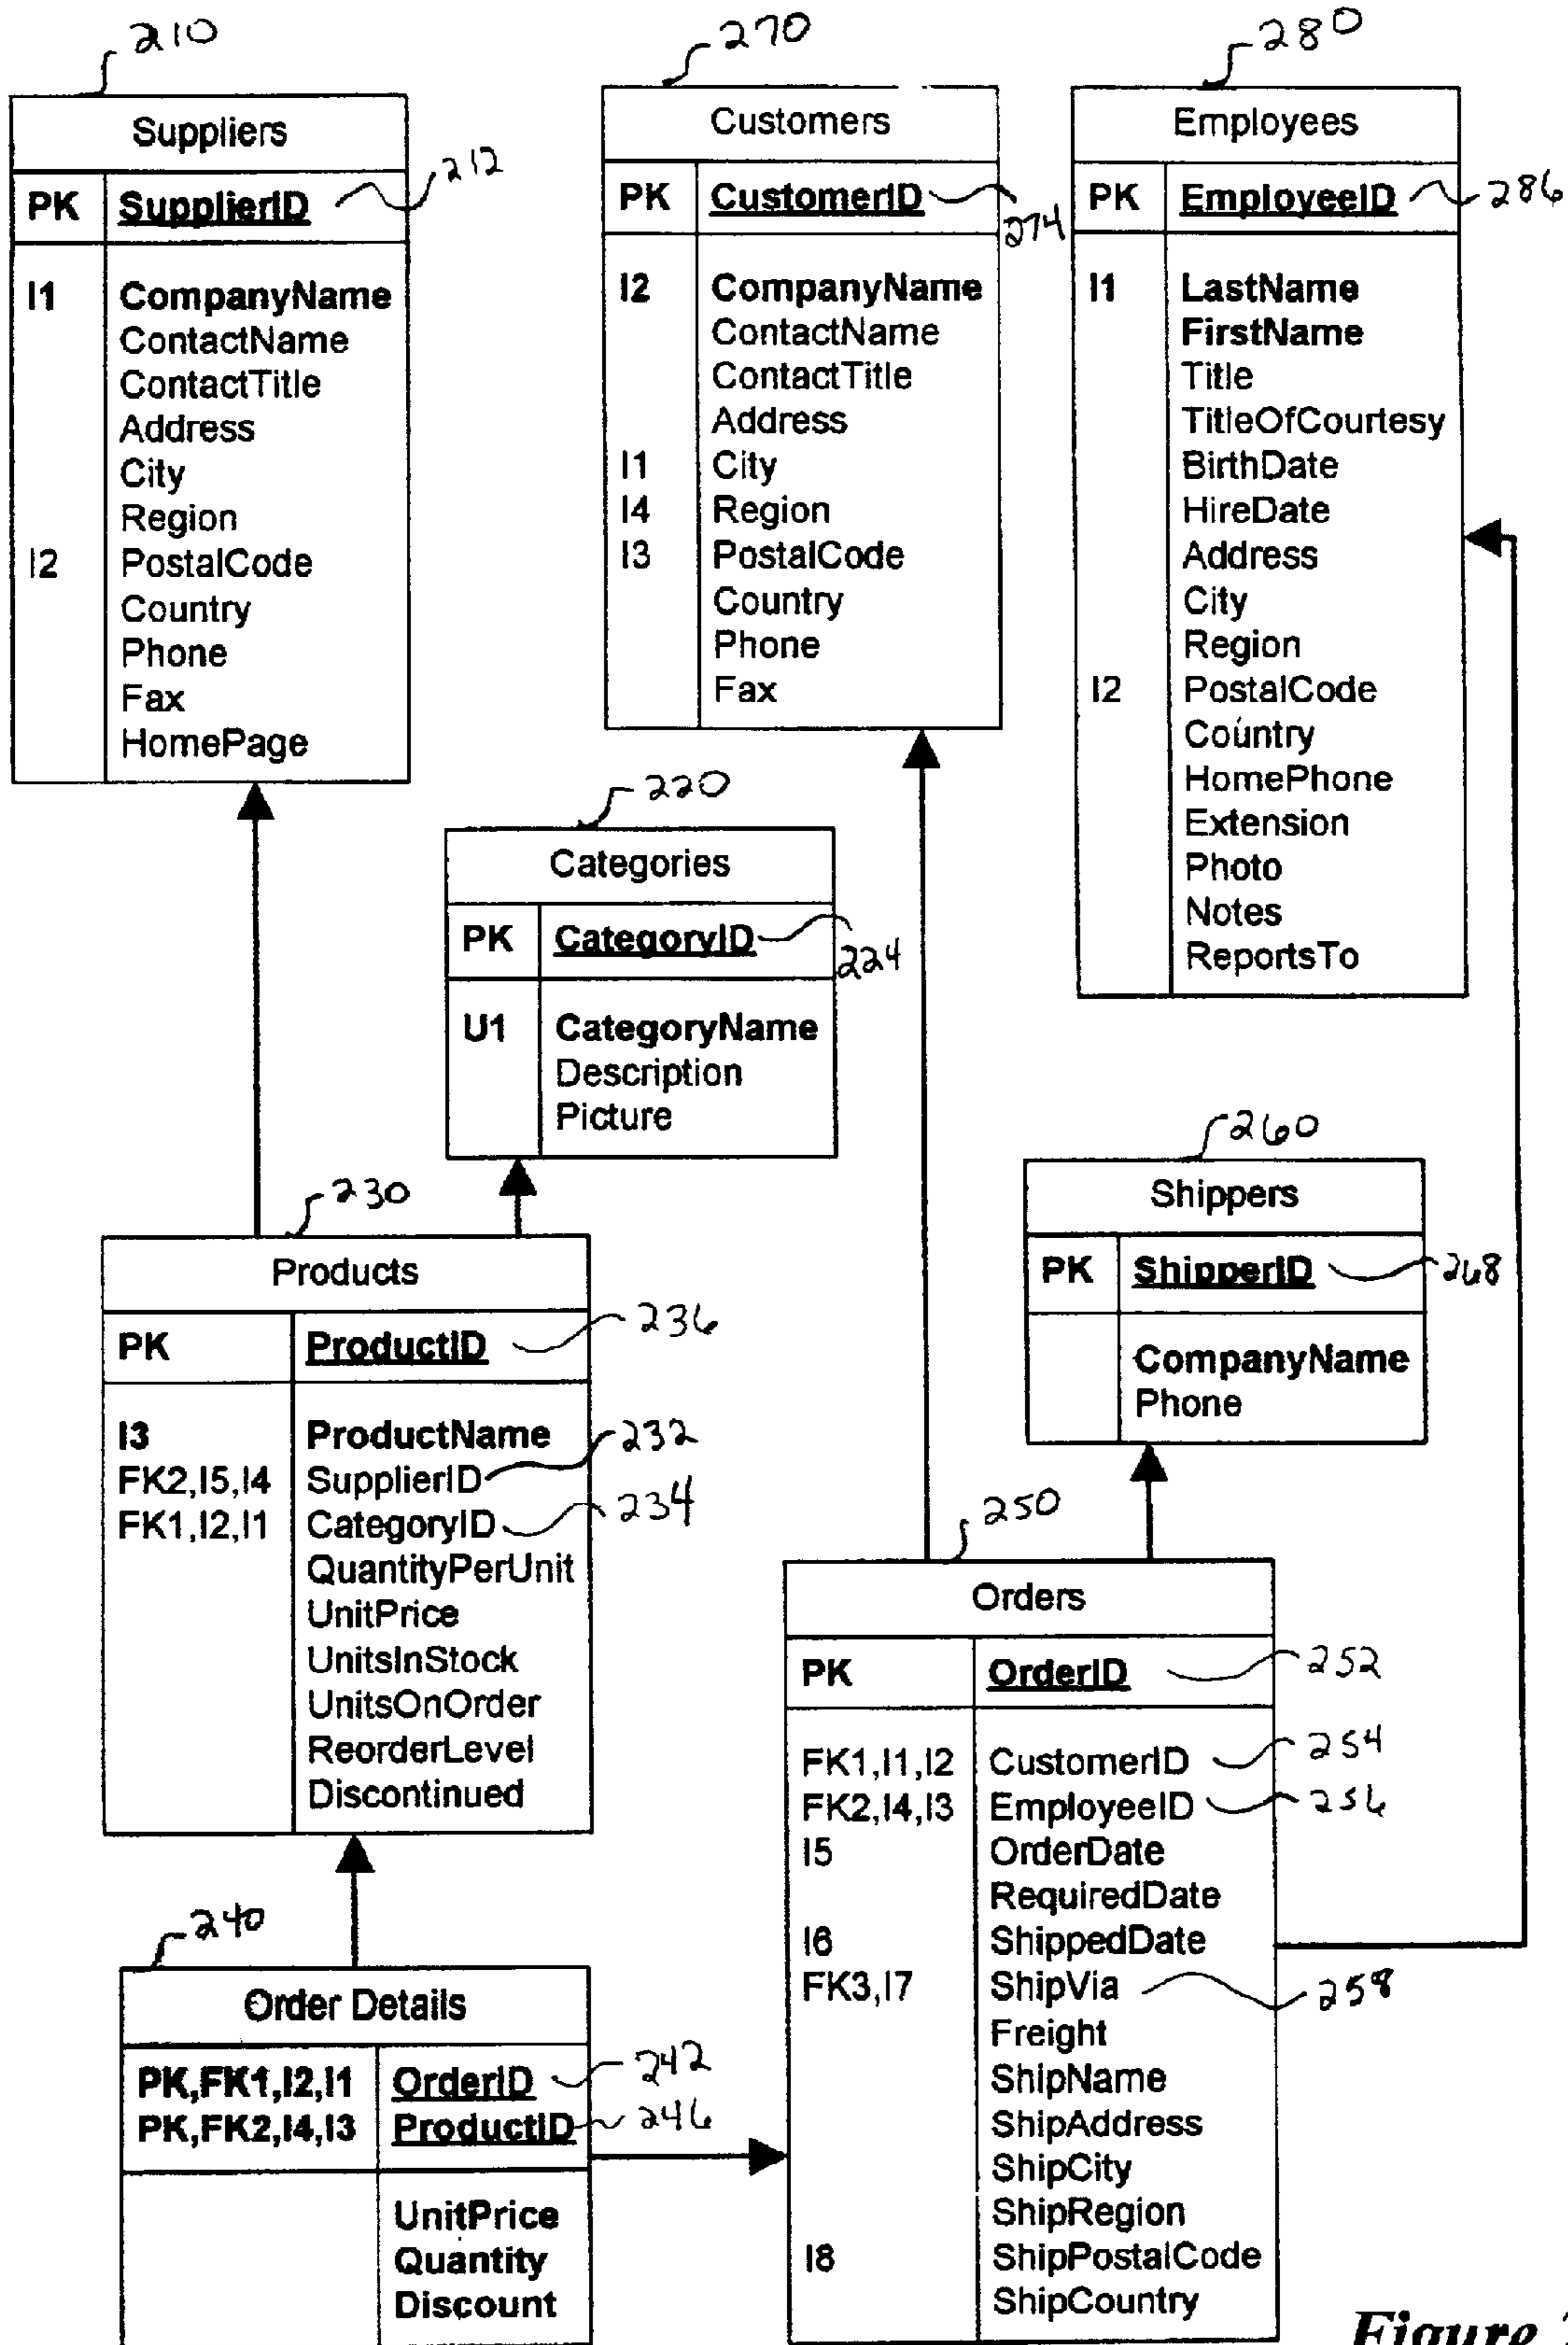 210
Suppliers
PK SupplierID 212
I1 CompanyName
ContactName
ContactTitle
Address
City
Region
I2 PostalCode
Country
Phone
Fax
HomePage
270
Customers
PK CustomerID 274
I2 CompanyName
ContactName
ContactTitle
Address
I1 City
I4 Region
I3 PostalCode
Country
Phone
Fax
280
Employees
PK EmployeeID 286
I1 LastName
FirstName
Title
TitleOfCourtesy
BirthDate
HireDate
Address
City
Region
I2 PostalCode
Country
HomePhone
Extension
Photo
Notes
ReportsTo
220
Categories
PK CategoryID 224
U1 CategoryName
Description
Picture
230
Products
PK ProductID 236
I3 ProductName
FK2,I5,I4 SupplierID 232
FK1,I2,I1 CategoryID 234
QuantityPerUnit
UnitPrice
UnitsInStock
UnitsOnOrder
ReorderLevel
Discontinued
260
Shippers
PK ShipperID 268
CompanyName
Phone
240
Order Details
PK,FK1,I2,I1 OrderID 242
PK,FK2,I4,I3 ProductID 246
UnitPrice
Quantity
Discount
250
Orders
PK OrderID 252
FK1,I1,I2 CustomerID 254
FK2,I4,I3 EmployeeID 256
I5 OrderDate
RequiredDate
I6 ShippedDate
FK3,I7 ShipVia 258
Freight
ShipName
ShipAddress
ShipCity
ShipRegion
I8 ShipPostalCode
ShipCountry
Figure